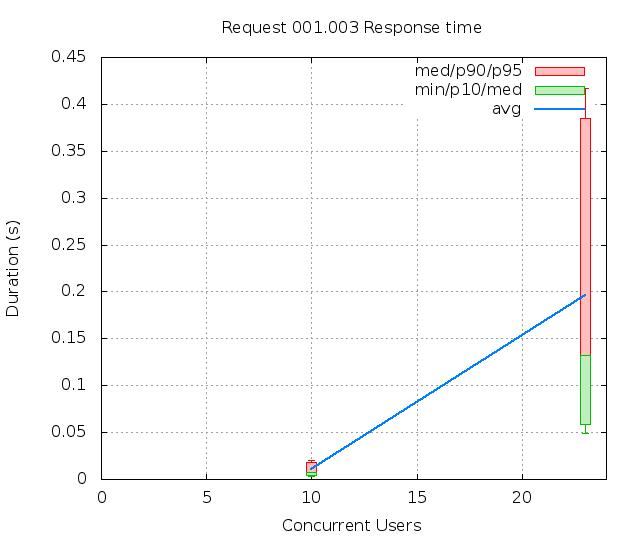 Request 001.003 Response time
0.45
0.4
0.35
0.3
0.25
0.2
0.15
0.1
0.05
0
med/p90/p95
min/p10/med
avg
Duration (s)
0 5 10 15 20
Concurrent Users